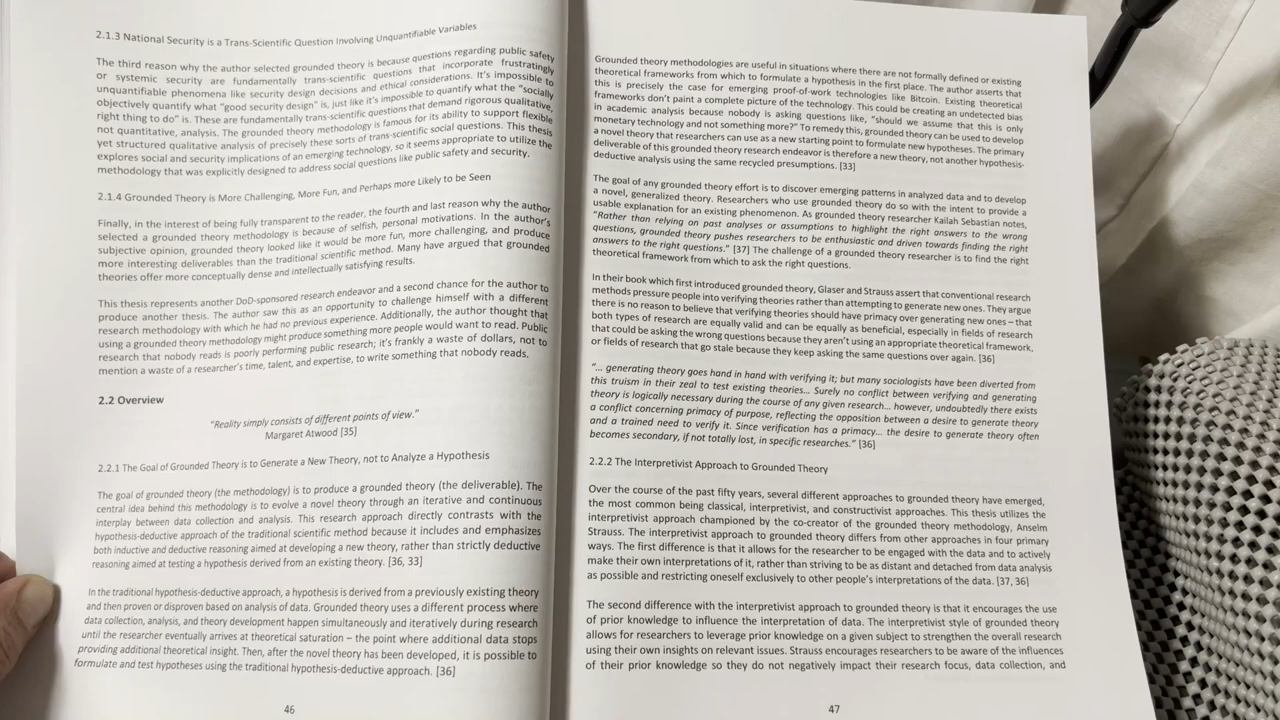 2.1.3 National Security is a Trans-Scientific Question Involving Unquantifiable Variables
The third reason why the author selected grounded theory is because questions regarding public safety
or systemic security are fundamentally trans-scientific questions that incorporate frustratingly
unquantifiable phenomena like security design decisions and ethical considerations. It’s impossible to
objectively quantify what “good security design” is, just like it’s impossible to quantify what the “socially
right thing to do” is. These are fundamentally trans-scientific questions that demand rigorous qualitative,
not quantitative, analysis. The grounded theory methodology is famous for its ability to support flexible
yet structured qualitative analysis of precisely these sorts of trans-scientific social questions. This thesis
explores social and security implications of an emerging technology, so it seems appropriate to utilize the
methodology that was explicitly designed to address social questions like public safety and security.
2.1.4 Grounded Theory is More Challenging, More Fun, and Perhaps more Likely to be Seen
Finally, in the interest of being fully transparent to the reader, the fourth and last reason why the author
selected a grounded theory methodology is because of selfish, personal motivations. In the author’s
subjective opinion, grounded theory looked like it would be more fun, more challenging, and produce
more interesting deliverables than the traditional scientific method. Many have argued that grounded
theories offer more conceptually dense and intellectually satisfying results.
This thesis represents another DoD-sponsored research endeavor and a second chance for the author to
produce another thesis. The author saw this as an opportunity to challenge himself with a different
research methodology with which he had no previous experience. Additionally, the author thought that
using a grounded theory methodology might produce something more people would want to read. Public
research that nobody reads is poorly performing public research; it’s frankly a waste of dollars, not to
mention a waste of a researcher’s time, talent, and expertise, to write something that nobody reads.
2.2 Overview
“Reality simply consists of different points of view.”
Margaret Atwood [35]
2.2.1 The Goal of Grounded Theory is to Generate a New Theory, not to Analyze a Hypothesis
The goal of grounded theory (the methodology) is to produce a grounded theory (the deliverable). The
central idea behind this methodology is to evolve a novel theory through an iterative and continuous
interplay between data collection and analysis. This research approach directly contrasts with the
hypothesis-deductive approach of the traditional scientific method because it includes and emphasizes
both inductive and deductive reasoning aimed at developing a new theory, rather than strictly deductive
reasoning aimed at testing a hypothesis derived from an existing theory. [36, 33]
In the traditional hypothesis-deductive approach, a hypothesis is derived from a previously existing theory
and then proven or disproven based on analysis of data. Grounded theory uses a different process where
data collection, analysis, and theory development happen simultaneously and iteratively during research
until the researcher eventually arrives at theoretical saturation – the point where additional data stops
providing additional theoretical insight. Then, after the novel theory has been developed, it is possible to
formulate and test hypotheses using the traditional hypothesis-deductive approach. [36]
46
Grounded theory methodologies are useful in situations where there are not formally defined or existing
theoretical frameworks from which to formulate a hypothesis in the first place. The author asserts that
this is precisely the case for emerging proof-of-work technologies like Bitcoin. Existing theoretical
frameworks don’t paint a complete picture of the technology. This could be creating an undetected bias
in academic analysis because nobody is asking questions like, “should we assume that this is only
monetary technology and not something more?” To remedy this, grounded theory can be used to develop
a novel theory that researchers can use as a new starting point to formulate new hypotheses. The primary
deliverable of this grounded theory research endeavor is therefore a new theory, not another hypothesis-
deductive analysis using the same recycled presumptions. [33]
The goal of any grounded theory effort is to discover emerging patterns in analyzed data and to develop
a novel, generalized theory. Researchers who use grounded theory do so with the intent to provide a
usable explanation for an existing phenomenon. As grounded theory researcher Kailah Sebastian notes,
“Rather than relying on past analyses or assumptions to highlight the right answers to the wrong
questions, grounded theory pushes researchers to be enthusiastic and driven towards finding the right
answers to the right questions.” [37] The challenge of a grounded theory researcher is to find the right
theoretical framework from which to ask the right questions.
In their book which first introduced grounded theory, Glaser and Strauss assert that conventional research
methods pressure people into verifying theories rather than attempting to generate new ones. They argue
there is no reason to believe that verifying theories should have primacy over generating new ones – that
both types of research are equally valid and can be equally as beneficial, especially in fields of research
that could be asking the wrong questions because they aren’t using an appropriate theoretical framework,
or fields of research that go stale because they keep asking the same questions over again. [36]
“... generating theory goes hand in hand with verifying it; but many sociologists have been diverted from
this truism in their zeal to test existing theories... Surely no conflict between verifying and generating
theory is logically necessary during the course of any given research... however, undoubtedly there exists
a conflict concerning primacy of purpose, reflecting the opposition between a desire to generate theory
and a trained need to verify it. Since verification has a primacy... the desire to generate theory often
becomes secondary, if not totally lost, in specific researches.” [36]
2.2.2 The Interpretivist Approach to Grounded Theory
Over the course of the past fifty years, several different approaches to grounded theory have emerged,
the most common being classical, interpretivist, and constructivist approaches. This thesis utilizes the
interpretivist approach championed by the co-creator of the grounded theory methodology, Anselm
Strauss. The interpretivist approach to grounded theory differs from other approaches in four primary
ways. The first difference is that it allows for the researcher to be engaged with the data and to actively
make their own interpretations of it, rather than striving to be as distant and detached from data analysis
as possible and restricting oneself exclusively to other people’s interpretations of the data. [37, 36]
The second difference with the interpretivist approach to grounded theory is that it encourages the use
of prior knowledge to influence the interpretation of data. The interpretivist style of grounded theory
allows for researchers to leverage prior knowledge on a given subject to strengthen the overall research
using their own insights on relevant issues. Strauss encourages researchers to be aware of the influences
of their prior knowledge so they do not negatively impact their research focus, data collection, and
47